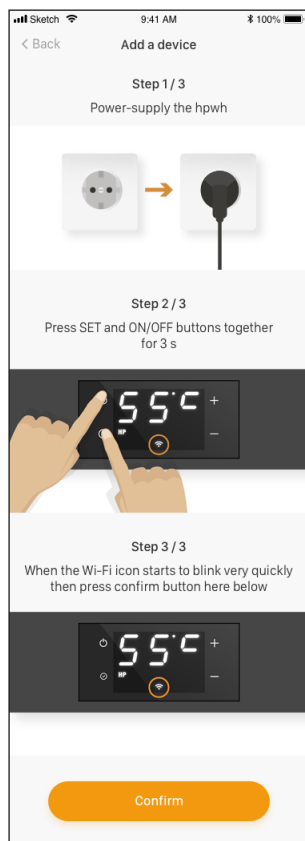 Sketch 9:41 AM 100%
< Back Add a device
Step 1 / 3
Power-supply the hpwh
Step 2 / 3
Press SET and ON/OFF buttons together
for 3 s
55°C +
HP −
Step 3 / 3
When the Wi-Fi icon starts to blink very quickly
then press confirm button here below
55°C +
HP −
Confirm